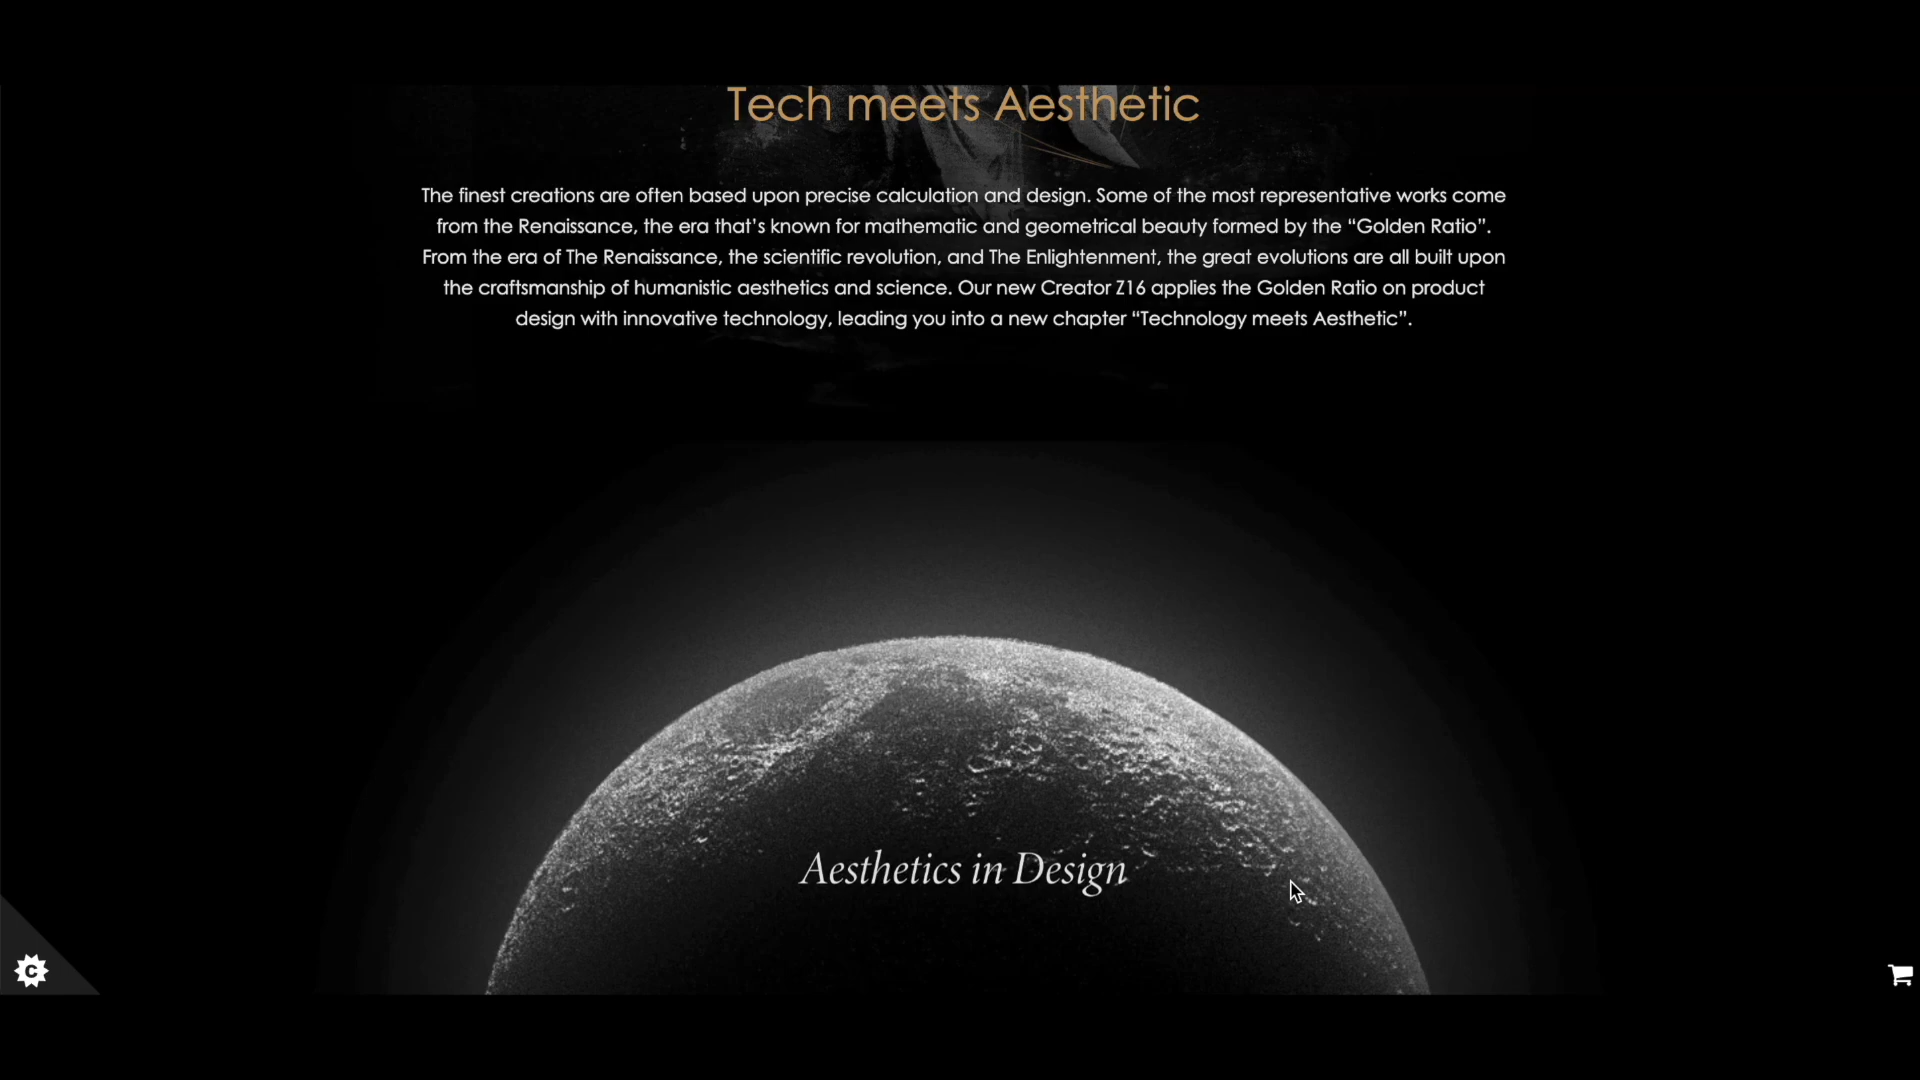 Tech meets Aesthetic
The finest creations are often based upon precise calculation and design. Some of the most representative works come
from the Renaissance, the era that’s known for mathematic and geometrical beauty formed by the “Golden Ratio”.
From the era of The Renaissance, the scientific revolution, and The Enlightenment, the great evolutions are all built upon
the craftsmanship of humanistic aesthetics and science. Our new Creator Z16 applies the Golden Ratio on product
design with innovative technology, leading you into a new chapter “Technology meets Aesthetic”.
Aesthetics in Design
C